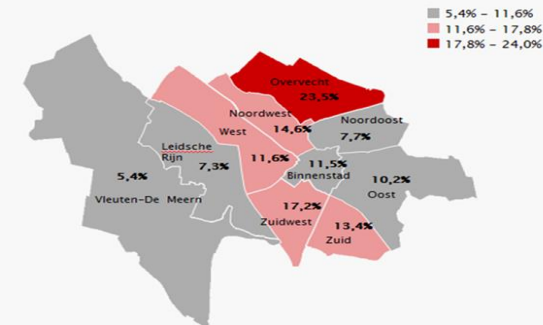 5,4% - 11,6%
11,6% - 17,8%
17,8% - 24,0%
Overvecht
23,5%
Noordwest
14,6%
Noordoost
7,7%
West
11,6%
Leidsche
Rijn
7,3%
11,5%
Binnenstad
5,4%
Vleuten-De Meern
10,2%
Oost
17,2%
Zuidwest
13,4%
Zuid